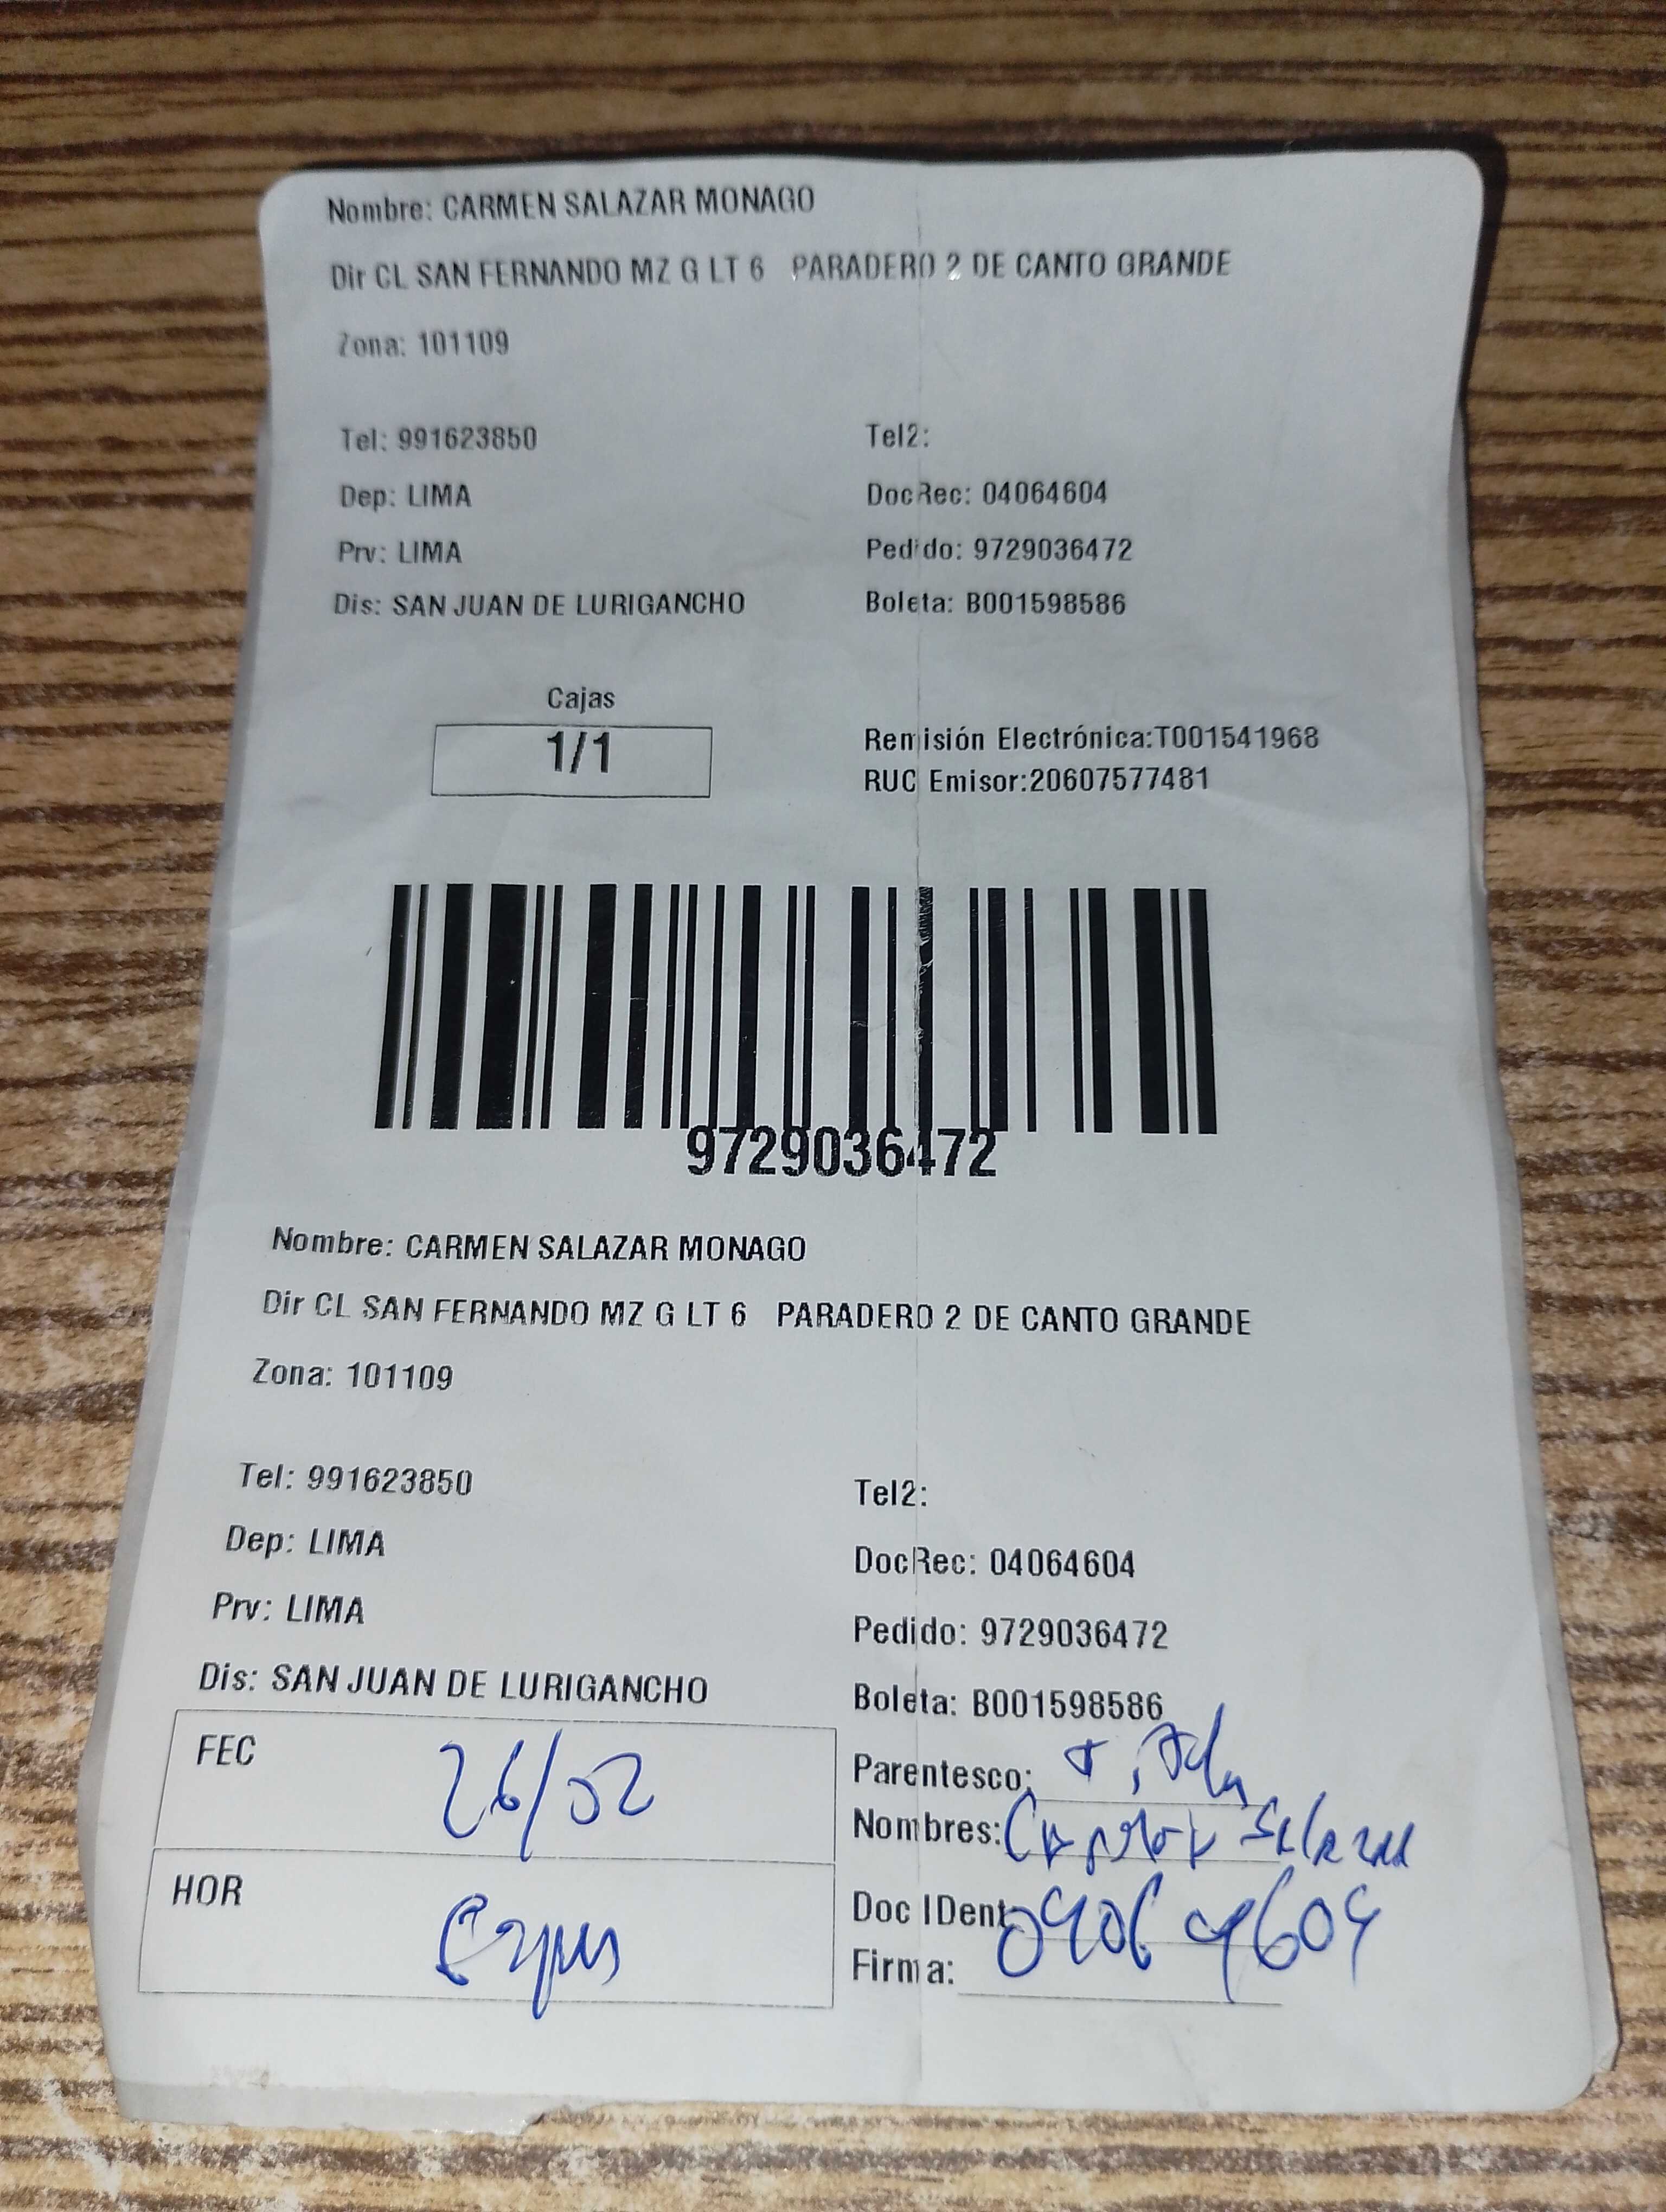 Nombre: CARMEN SALAZAR MONAGO
Dir CL SAN FERNANDO MZ G LT 6 PARADERO 2 DE CANTO GRANDE
Zona: 101109
Tel: 991623850 Tel2:
Dep: LIMA DocRec: 04064604
Prv: LIMA Pedido: 9729036472
Dis: SAN JUAN DE LURIGANCHO Boleta: B001598586
Cajas
1/1
Remisión Electrónica:T001541968
RUC Emisor:20607577481
9729036472
Nombre: CARMEN SALAZAR MONAGO
Dir CL SAN FERNANDO MZ G LT 6 PARADERO 2 DE CANTO GRANDE
Zona: 101109
Tel: 991623850 Tel2:
Dep: LIMA DocRec: 04064604
Prv: LIMA Pedido: 9729036472
Dis: SAN JUAN DE LURIGANCHO Boleta: B001598586
FEC 26/02
Parentesco:
Nombres: Salazar
HOR
Doc IDent: 04064604
Firma: